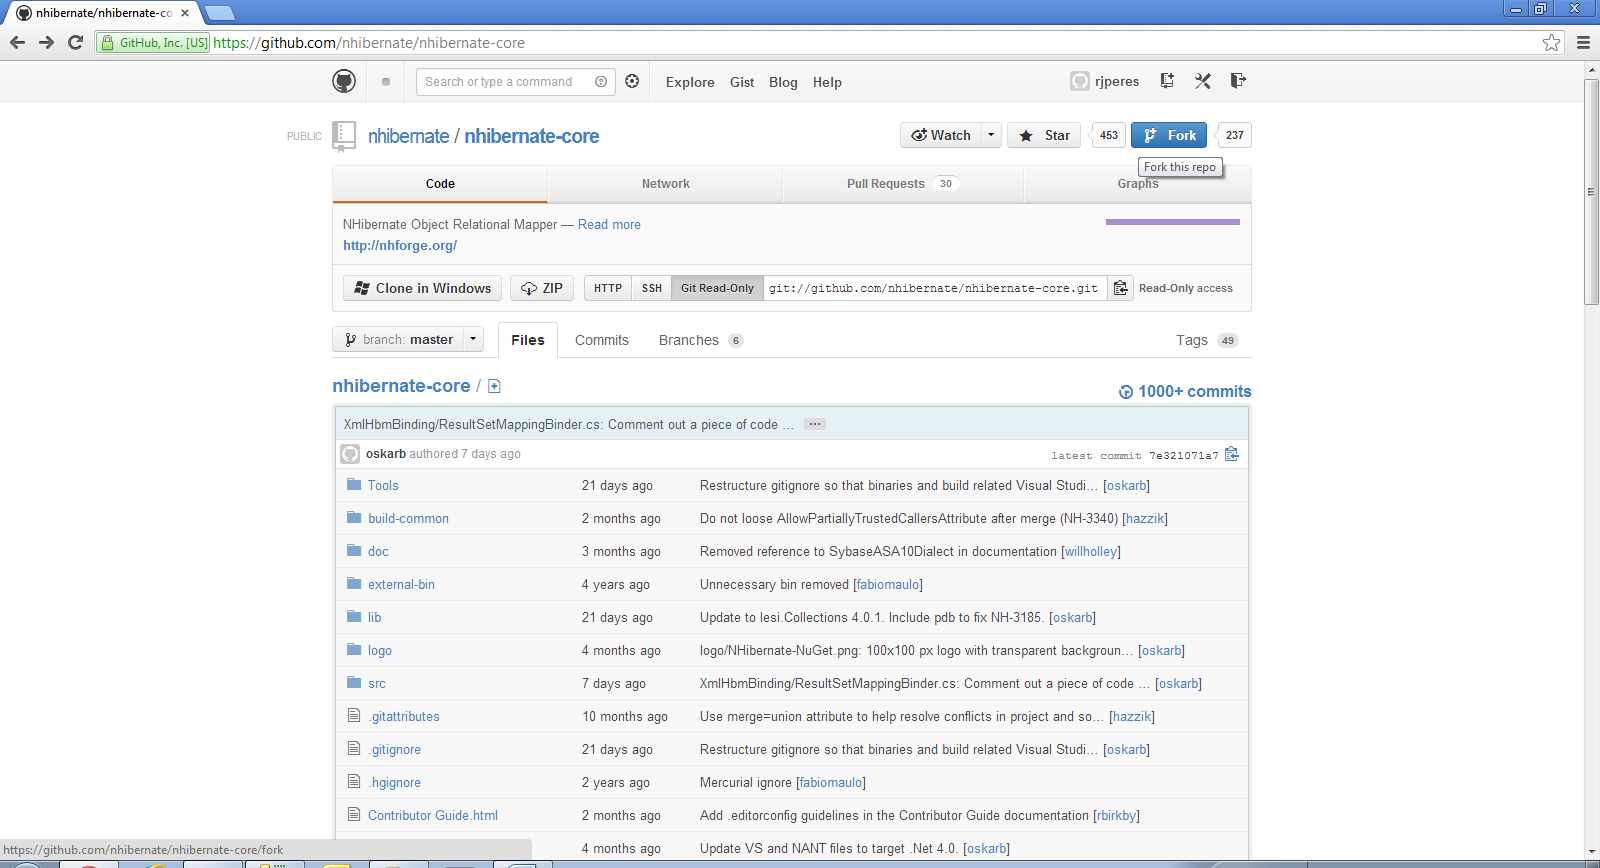 nhibernate/nhibernate-co
GitHub, Inc. [US] https://github.com/nhibernate/nhibernate-core
Search or type a command
Explore Gist Blog Help
rjperes
PUBLIC nhibernate / nhibernate-core
Watch Star 453 Fork 237
Fork this repo
Code Network Pull Requests 30 Graphs
NHibernate Object Relational Mapper — Read more
http://nhforge.org/
Clone in Windows ZIP HTTP SSH Git Read-Only git://github.com/nhibernate/nhibernate-core.git Read-Only access
branch: master Files Commits Branches 6 Tags 49
nhibernate-core /
1000+ commits
XmlHbmBinding/ResultSetMappingBinder.cs: Comment out a piece of code … ...
oskarb authored 7 days ago latest commit 7e321071a7
Tools 21 days ago Restructure gitignore so that binaries and build related Visual Studi… [oskarb]
build-common 2 months ago Do not loose AllowPartiallyTrustedCallersAttribute after merge (NH-3340) [hazzik]
doc 3 months ago Removed reference to SybaseASA10Dialect in documentation [willholley]
external-bin 4 years ago Unnecessary bin removed [fabiomaulo]
lib 21 days ago Update to Iesi.Collections 4.0.1. Include pdb to fix NH-3185. [oskarb]
logo 4 months ago logo/NHibernate-NuGet.png: 100x100 px logo with transparent backgroun… [oskarb]
src 7 days ago XmlHbmBinding/ResultSetMappingBinder.cs: Comment out a piece of code … [oskarb]
.gitattributes 10 months ago Use merge=union attribute to help resolve conflicts in project and so… [hazzik]
.gitignore 21 days ago Restructure gitignore so that binaries and build related Visual Studi… [oskarb]
.hgignore 2 years ago Mercurial ignore [fabiomaulo]
Contributor Guide.html 2 months ago Add .editorconfig guidelines in the Contributor Guide documentation [rbirkby]
4 months ago Update VS and NANT files to target .Net 4.0. [oskarb]
https://github.com/nhibernate/nhibernate-core/fork